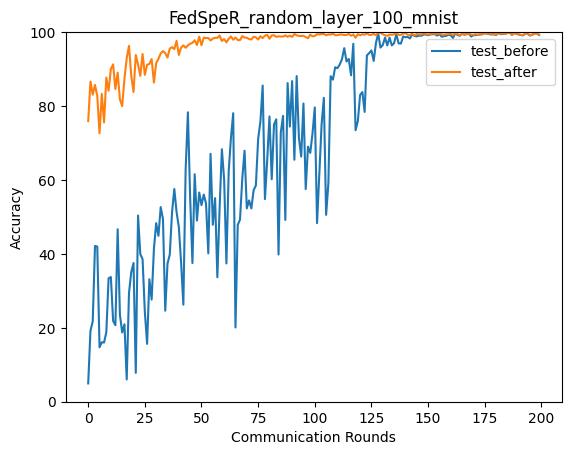 FedSpeR_random_layer_100_mnist
100
80
60
40
20
0
Accuracy
test_before
test_after
0 25 50 75 100 125 150 175 200
Communication Rounds